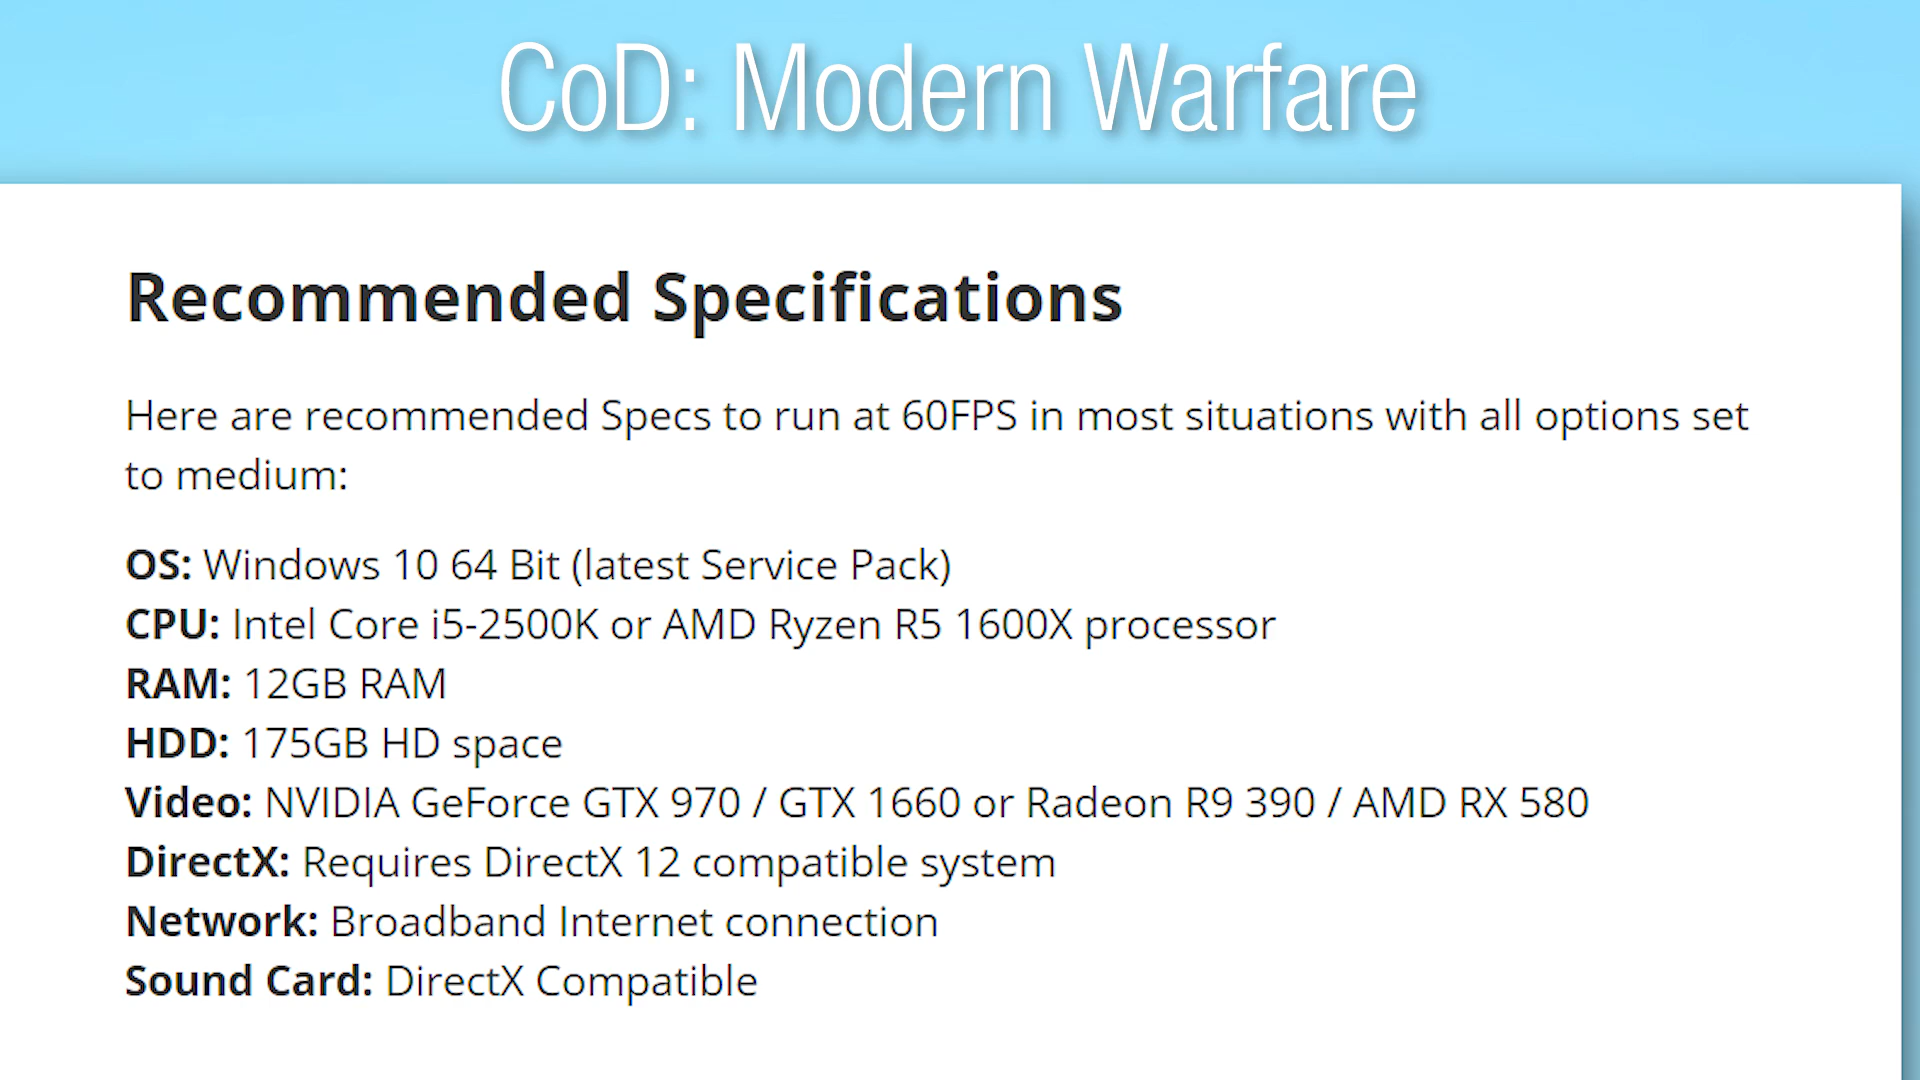 CoD: Modern Warfare
Recommended Specifications
Here are recommended Specs to run at 60FPS in most situations with all options set
to medium:
OS: Windows 10 64 Bit (latest Service Pack)
CPU: Intel Core i5-2500K or AMD Ryzen R5 1600X processor
RAM: 12GB RAM
HDD: 175GB HD space
Video: NVIDIA GeForce GTX 970 / GTX 1660 or Radeon R9 390 / AMD RX 580
DirectX: Requires DirectX 12 compatible system
Network: Broadband Internet connection
Sound Card: DirectX Compatible